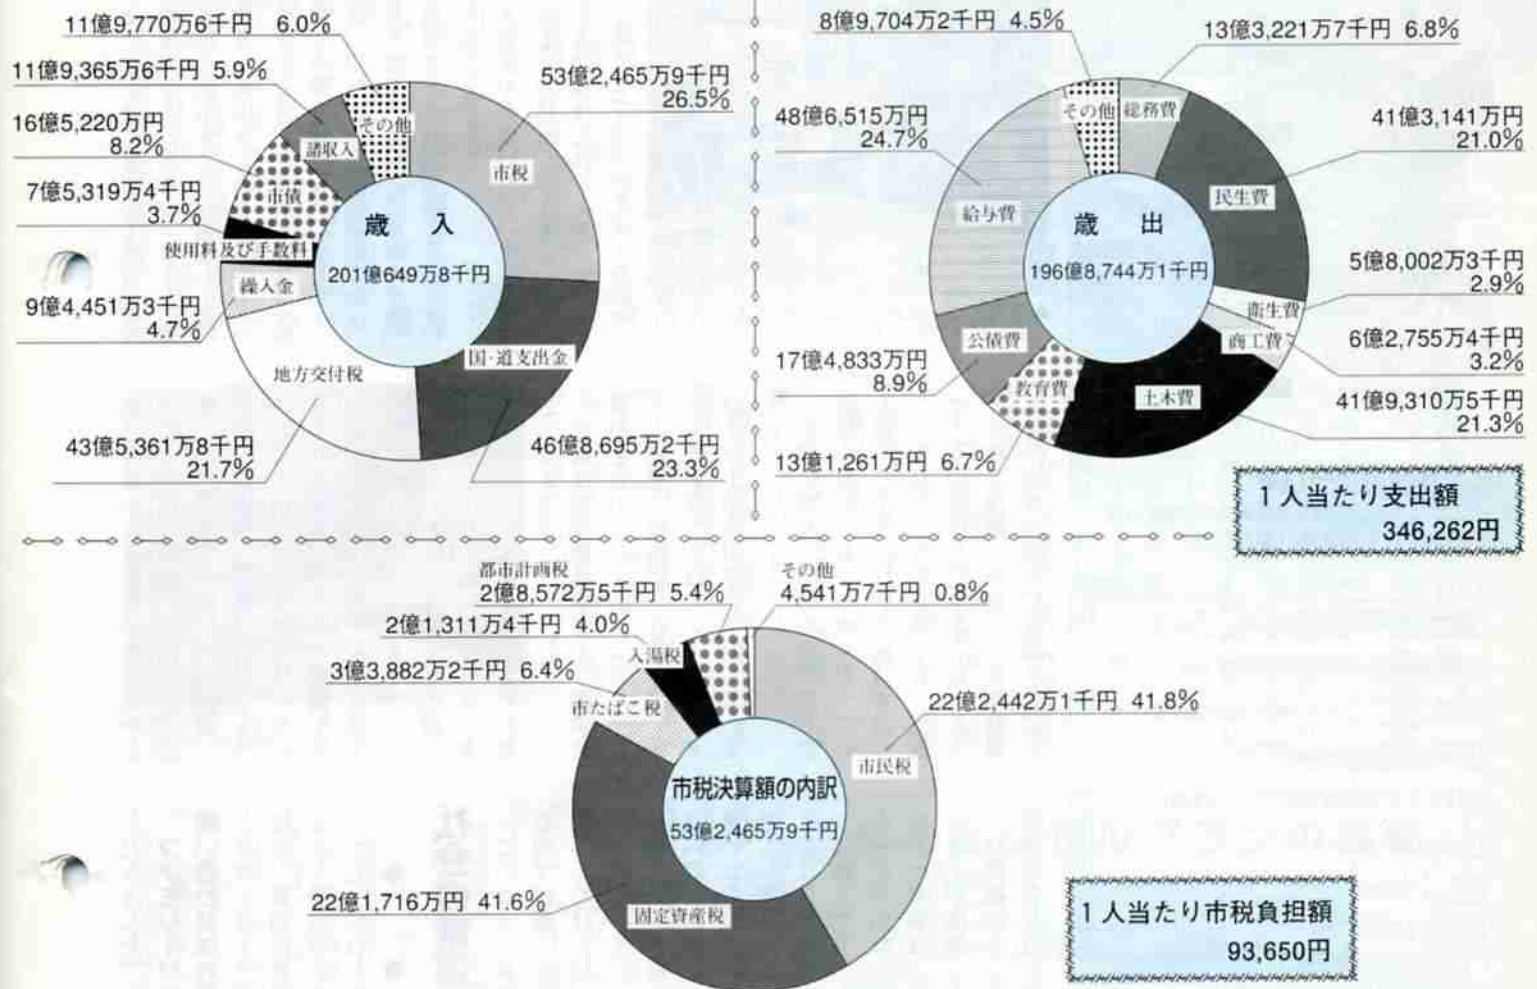 11億9,770万6千円 6.0%
11億9,365万6千円 5.9%
16億5,220万円
8.2%
7億5,319万4千円
3.7%
9億4,451万3千円
4.7%
43億5,361万8千円
21.7%
53億2,465万9千円
26.5%
46億8,695万2千円
23.3%
その他
諸収入
市債
使用料及び手数料
繰入金
地方交付税
国・道支出金
市税
歳入
201億649万8千円
8億9,704万2千円 4.5%
13億3,221万7千円 6.8%
48億6,515万円
24.7%
41億3,141万円
21.0%
5億8,002万3千円
2.9%
6億2,755万4千円
3.2%
41億9,310万5千円
21.3%
17億4,833万円
8.9%
13億1,261万円 6.7%
その他
総務費
民生費
衛生費
商工費
土木費
教育費
公債費
給与費
歳出
196億8,744万1千円
1人当たり支出額
346,262円
都市計画税
2億8,572万5千円 5.4%
その他
4,541万7千円 0.8%
2億1,311万4千円 4.0%
入湯税
3億3,882万2千円 6.4%
市たばこ税
22億2,442万1千円 41.8%
市民税
市税決算額の内訳
53億2,465万9千円
22億1,716万円 41.6%
固定資産税
1人当たり市税負担額
93,650円